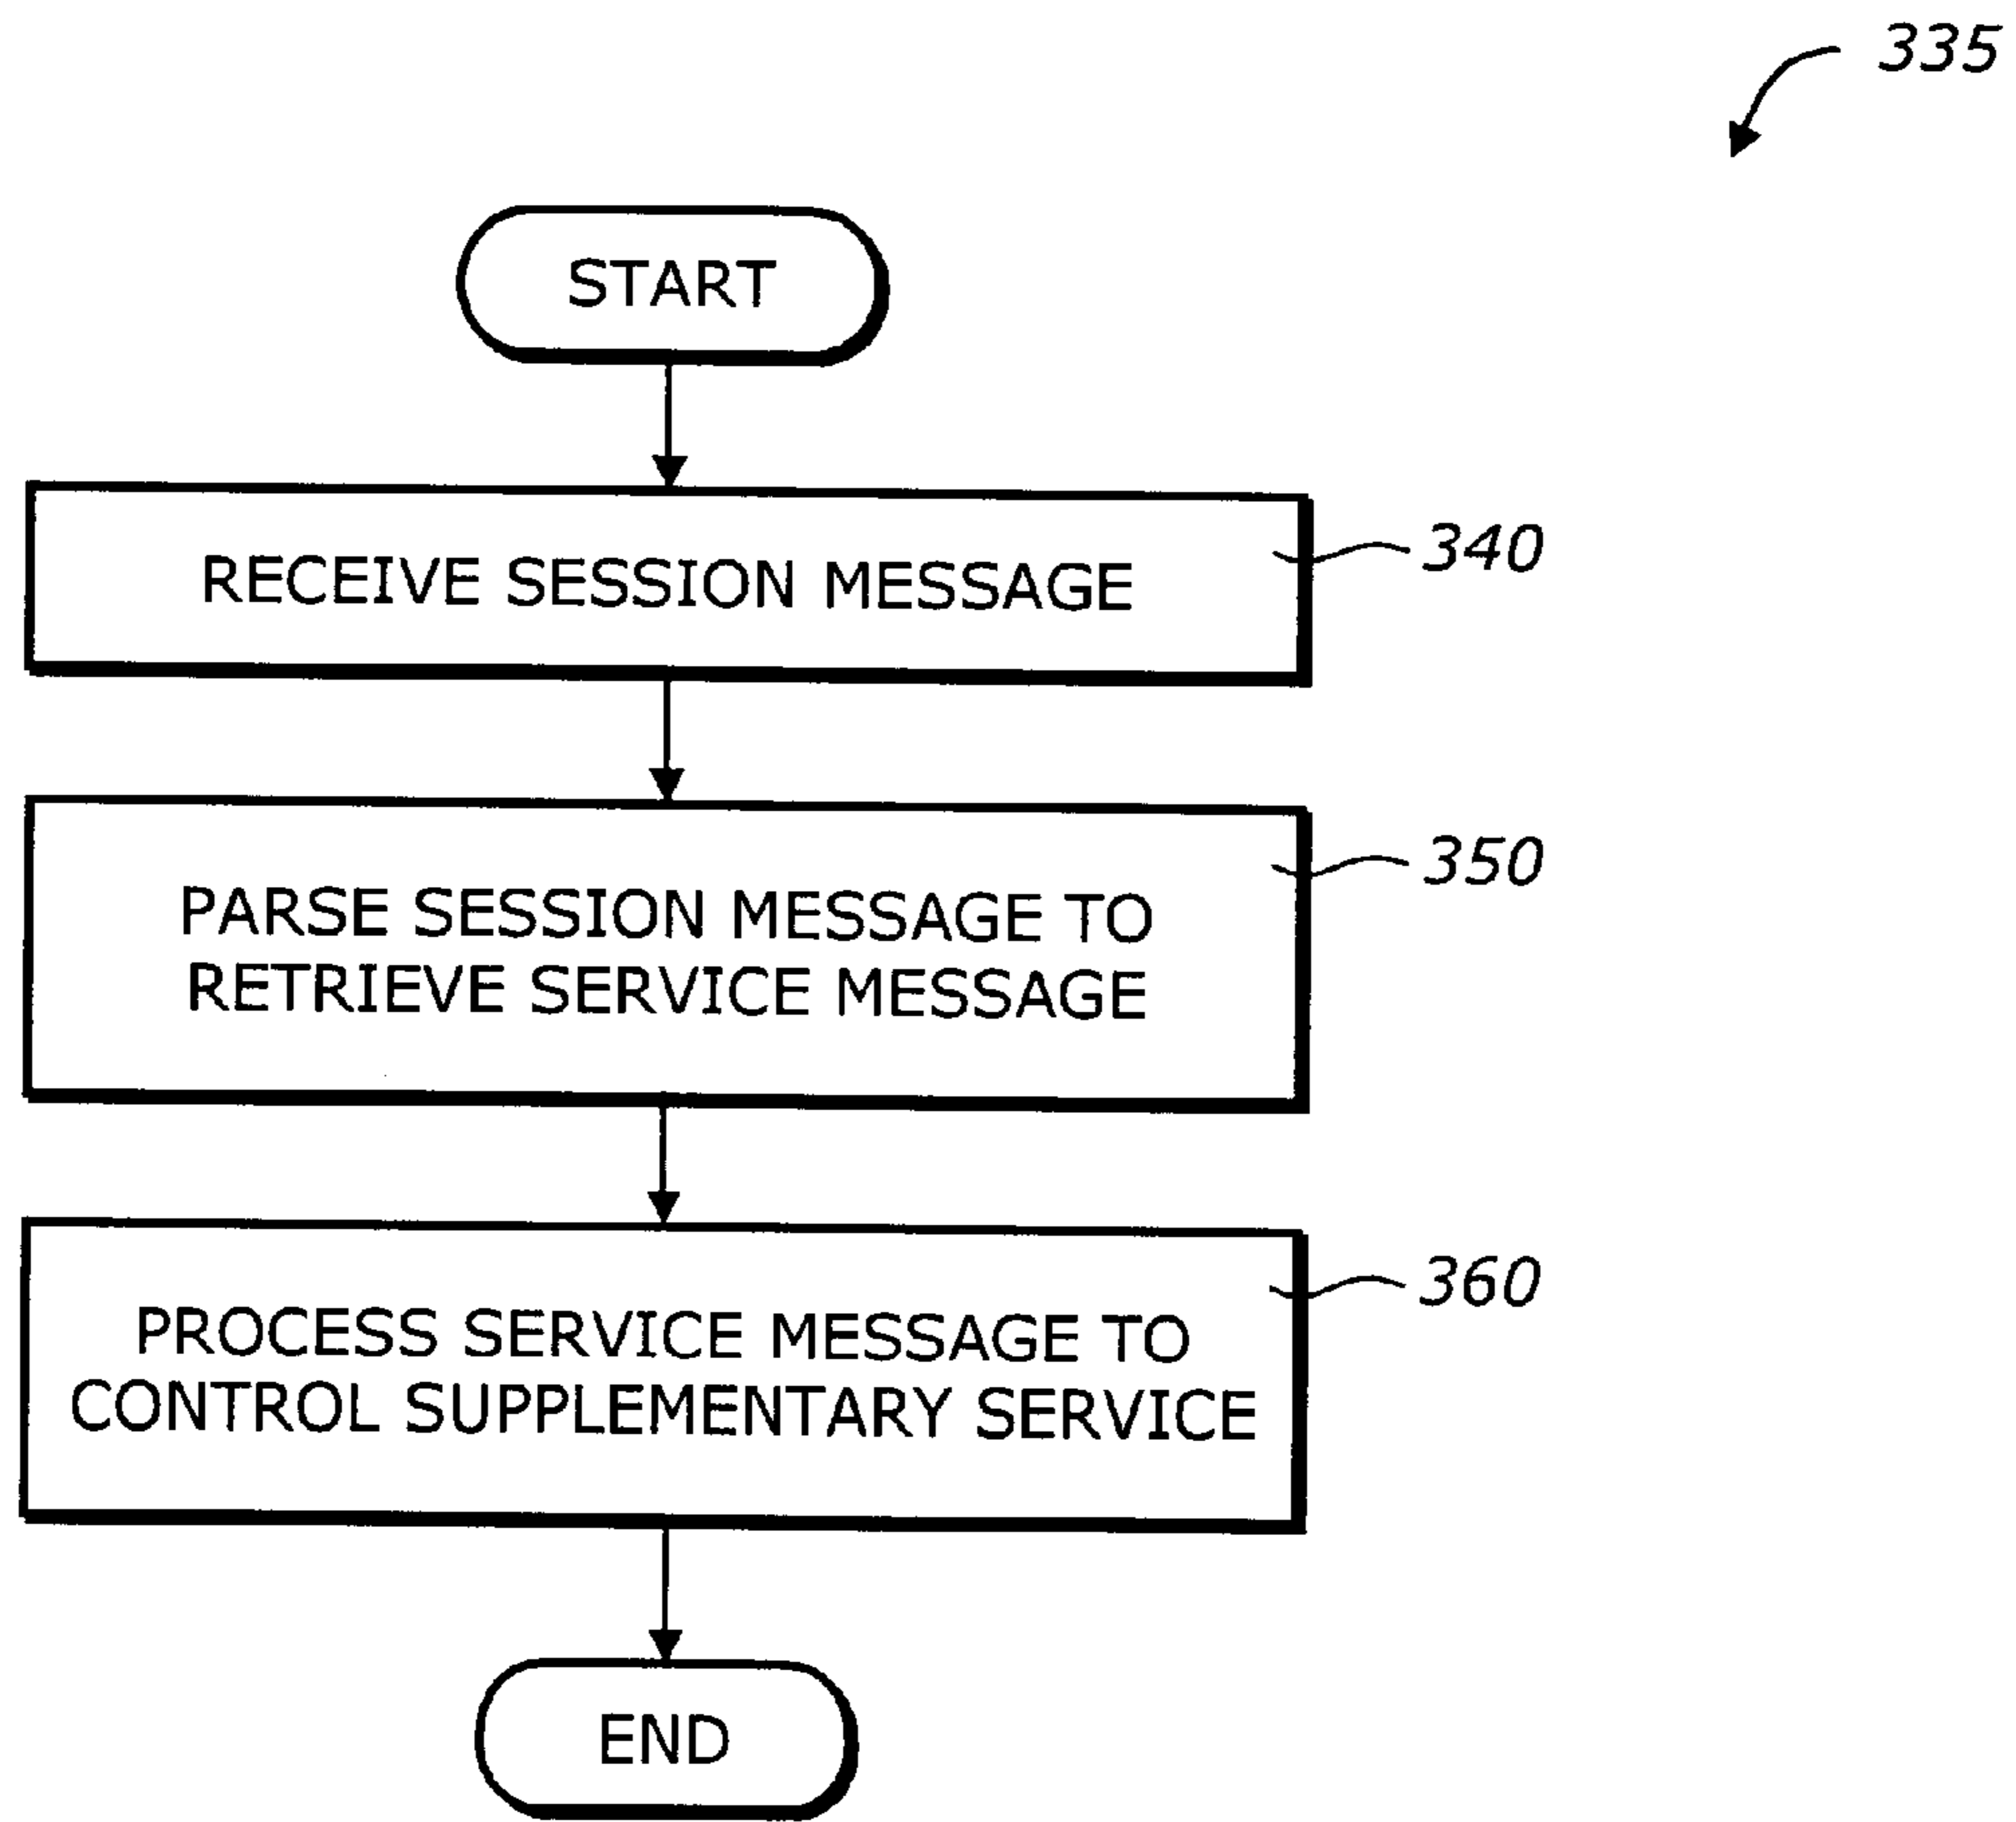 335
START
RECEIVE SESSION MESSAGE
340
PARSE SESSION MESSAGE TO
RETRIEVE SERVICE MESSAGE
350
PROCESS SERVICE MESSAGE TO
CONTROL SUPPLEMENTARY SERVICE
360
END